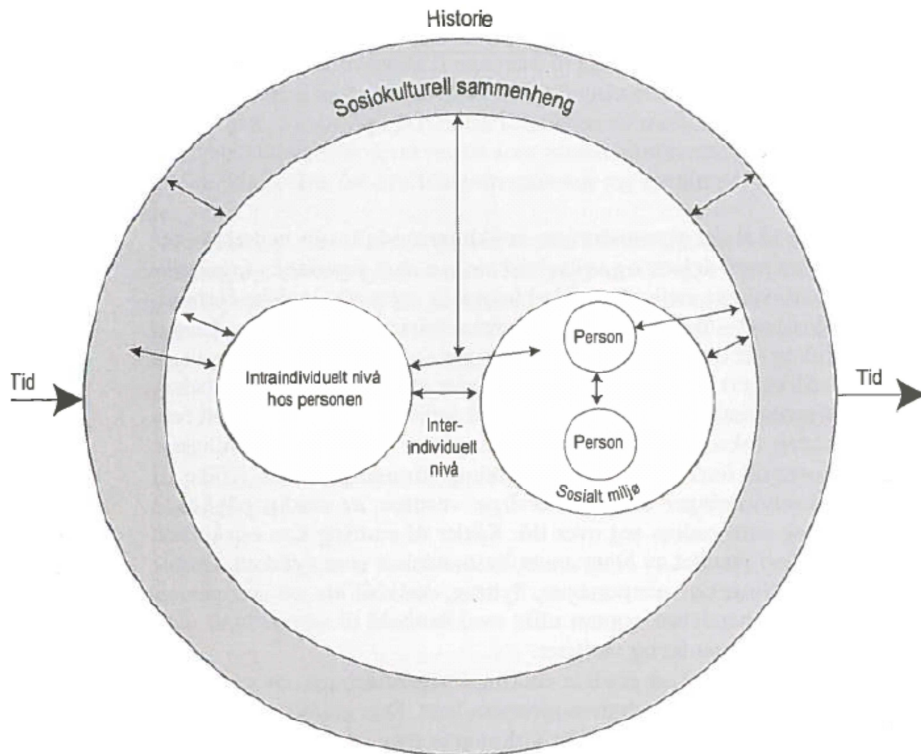 Historie
Sosiokulturell sammenheng
Tid
Tid
Intraindividuelt nivå
hos personen
Inter-
individuelt
nivå
Person
Person
Sosialt miljø